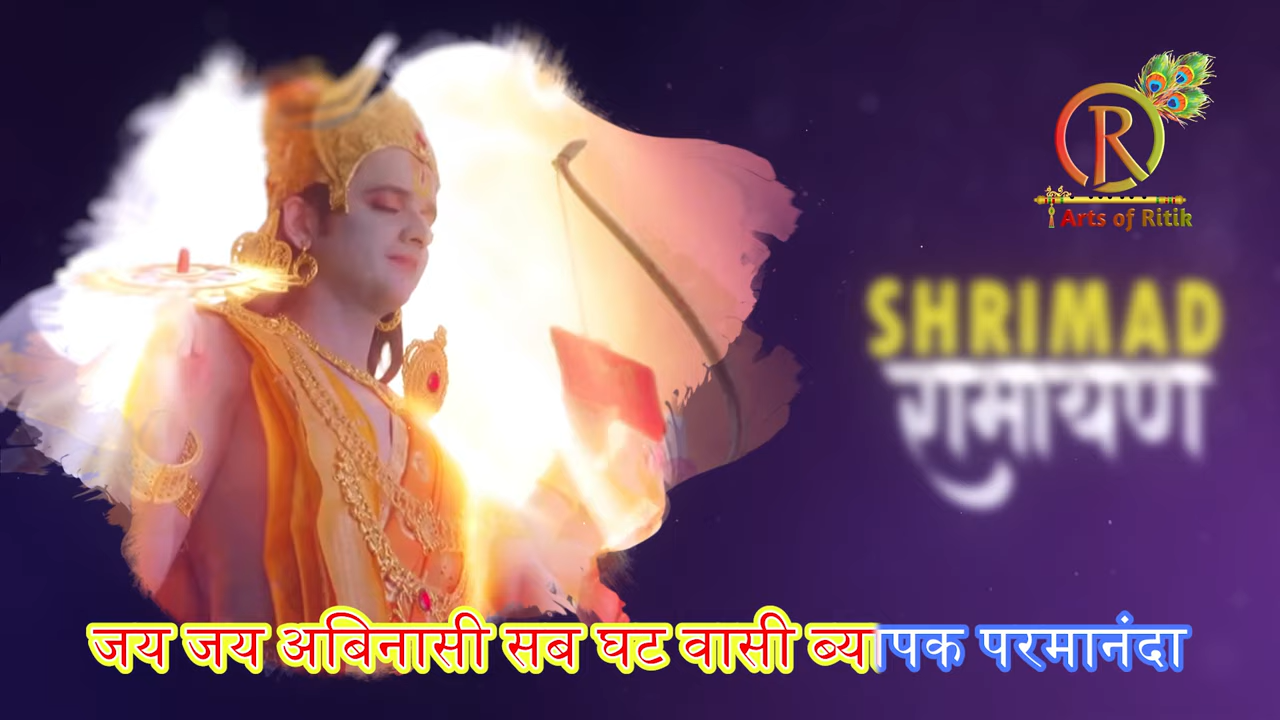 R
Arts of Ritik
SHRIMAD
रामायण
जय जय अबिनासी सब घट वासी ब्यापक परमानंदा